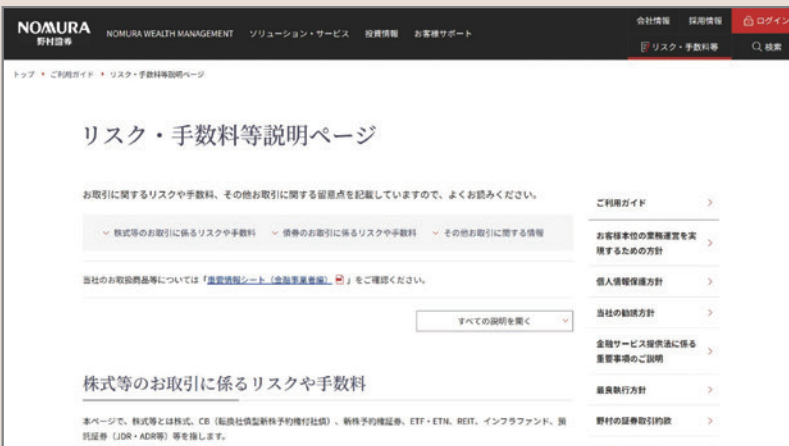 NOMURA
野村證券
NOMURA WEALTH MANAGEMENT ソリューション・サービス 投資情報 お客様サポート
会社情報 採用情報 ログイン
リスク・手数料等 検索
トップ ご利用ガイド リスク・手数料等説明ページ
リスク・手数料等説明ページ
お取引に関するリスクや手数料、その他お取引に関する留意点を記載していますので、よくお読みください。
株式等のお取引に係るリスクや手数料 債券のお取引に係るリスクや手数料 その他お取引に関する情報
当社のお取扱商品等については「重要情報シート（金融事業者編）」をご確認ください。
すべての説明を開く
株式等のお取引に係るリスクや手数料
本ページで、株式等とは株式、CB（転換社債型新株予約権付社債）、新株予約権証券、ETF・ETN、REIT、インフラファンド、預
託証券（JDR・ADR等）等を指します。
ご利用ガイド
お客様本位の業務運営を実
現するための方針
個人情報保護方針
当社の勧誘方針
金融サービス提供法に係る
重要事項のご説明
最良執行方針
野村の証券取引約款